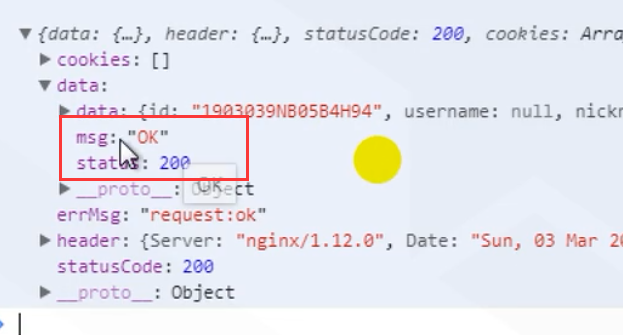 ▼{data: {…}, header: {…}, statusCode: 200, cookies: Arra
▶cookies: []
▼data:
▶data: {id: "1903039NB05B4H94", username: null, nickn
msg: "OK"
status: 200
▶__proto__: Object
OK
errMsg: "request:ok"
▶header: {Server: "nginx/1.12.0", Date: "Sun, 03 Mar 20
statusCode: 200
▶__proto__: Object